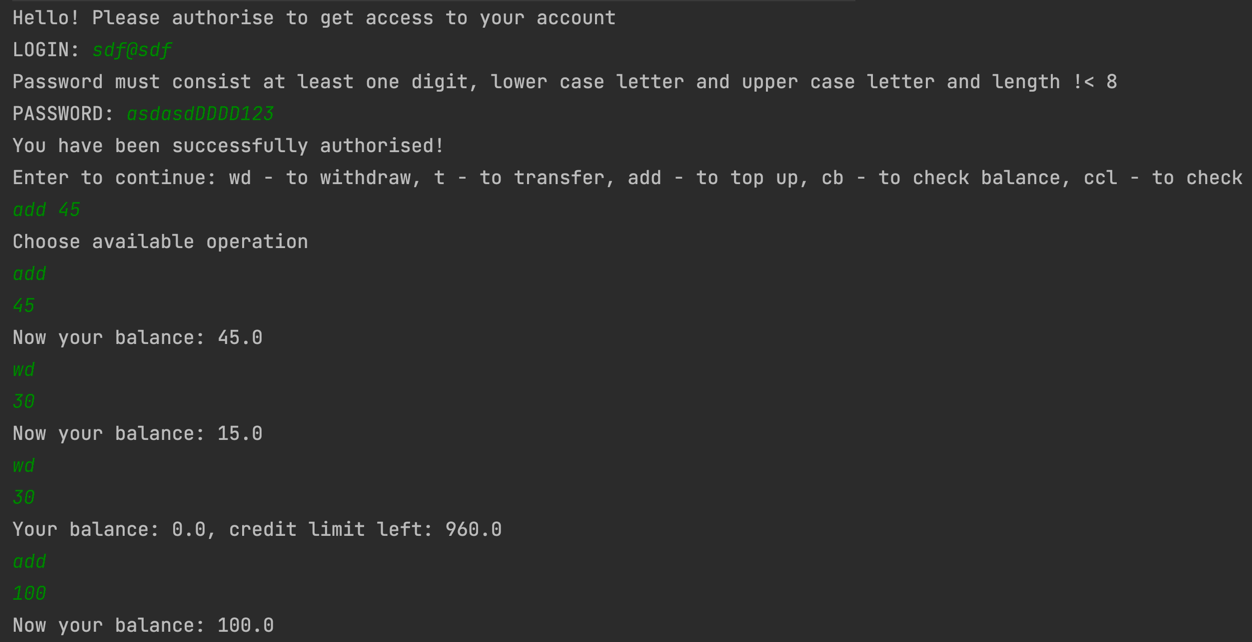 Hello! Please authorise to get access to your account
LOGIN: sdf@sdf
Password must consist at least one digit, lower case letter and upper case letter and length !< 8
PASSWORD: asdasdDDDD123
You have been successfully authorised!
Enter to continue: wd - to withdraw, t - to transfer, add - to top up, cb - to check balance, ccl - to check
add 45
Choose available operation
add
45
Now your balance: 45.0
wd
30
Now your balance: 15.0
wd
30
Your balance: 0.0, credit limit left: 960.0
add
100
Now your balance: 100.0